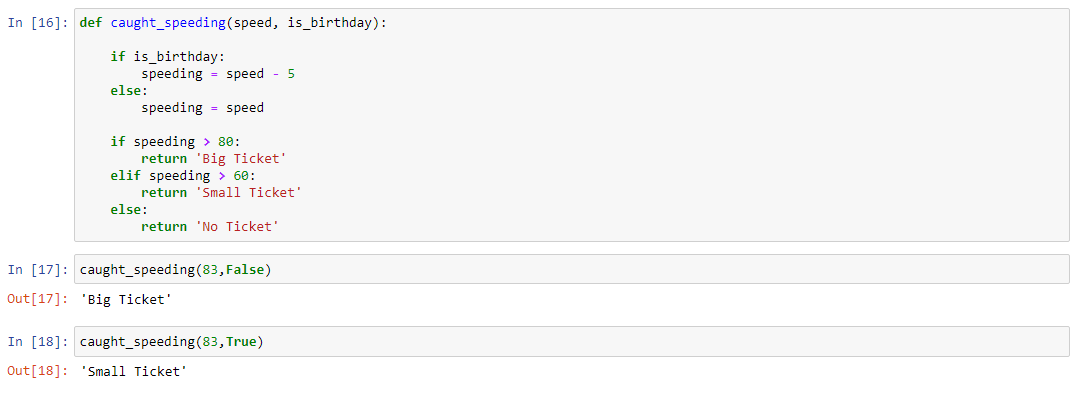 In [16]: def caught_speeding(speed, is_birthday):

    if is_birthday:
        speeding = speed - 5
    else:
        speeding = speed

    if speeding > 80:
        return 'Big Ticket'
    elif speeding > 60:
        return 'Small Ticket'
    else:
        return 'No Ticket'
In [17]: caught_speeding(83,False)
Out[17]: 'Big Ticket'
In [18]: caught_speeding(83,True)
Out[18]: 'Small Ticket'